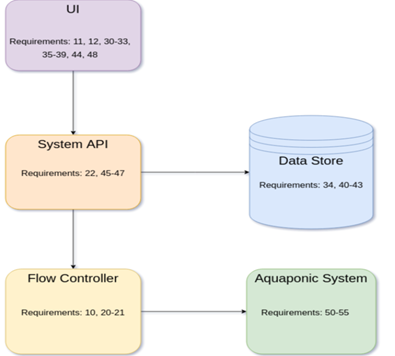 UI
Requirements: 11, 12, 30-33,
35-39, 44, 48
System API
Requirements: 22, 45-47
Data Store
Requirements: 34, 40-43
Flow Controller
Requirements: 10, 20-21
Aquaponic System
Requirements: 50-55